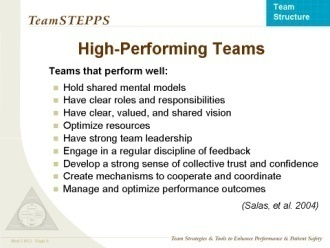 Team
Structure
TeamSTEPPS
High-Performing Teams
Teams that perform well:
Hold shared mental models
Have clear roles and responsibilities
Have clear, valued, and shared vision
Optimize resources
Have strong team leadership
Engage in a regular discipline of feedback
Develop a strong sense of collective trust and confidence
Create mechanisms to cooperate and coordinate
Manage and optimize performance outcomes
(Salas, et al. 2004)
Team Strategies & Tools to Enhance Performance & Patient Safety